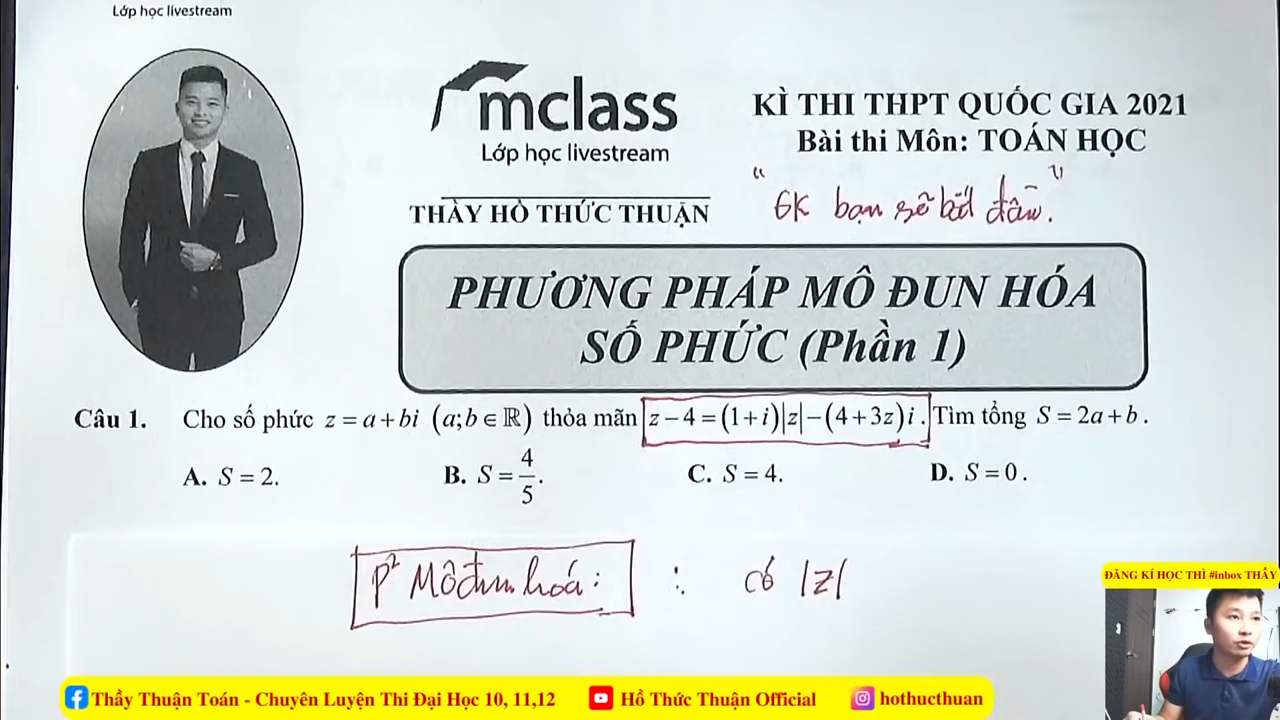 Lớp học livestream
mclass
Lớp học livestream
KÌ THI THPT QUỐC GIA 2021
Bài thi Môn: TOÁN HỌC
THẦY HỒ THỨC THUẬN
"6K bạn sẽ bắt đầu."
PHƯƠNG PHÁP MÔ ĐUN HÓA
SỐ PHỨC (Phần 1)
Câu 1. Cho số phức z = a + bi (a; b ∈ ℝ) thỏa mãn z − 4 = (1 + i)|z| − (4 + 3z)i. Tìm tổng S = 2a + b.
A. S = 2. B. S = 4/5. C. S = 4. D. S = 0.
P² Mô đun hoá : ∴ có |z|
ĐĂNG KÍ HỌC THÌ #inbox THẦY
Thầy Thuận Toán - Chuyên Luyện Thi Đại Học 10, 11,12 Hồ Thức Thuận Official hothucthuan